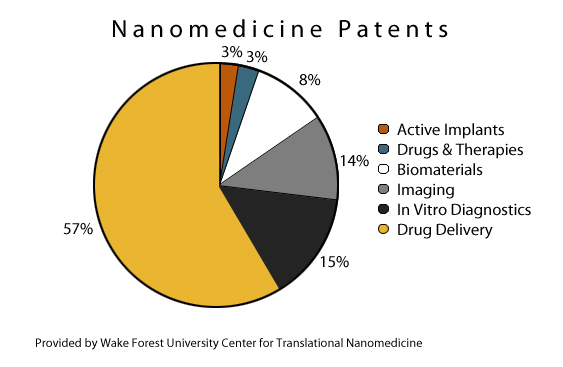 Nanomedicine Patents
3% 3%
8%
Active Implants
Drugs & Therapies
14%
Biomaterials
Imaging
In Vitro Diagnostics
57%
Drug Delivery
15%
Provided by Wake Forest University Center for Translational Nanomedicine